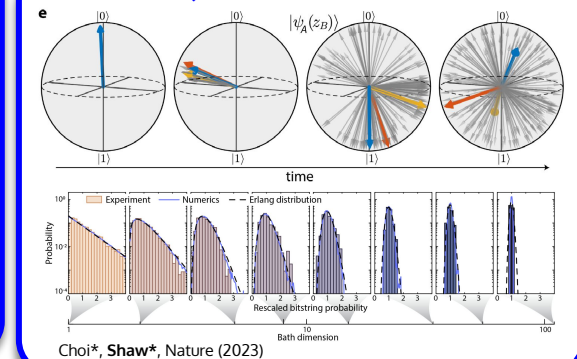 e
|0⟩ |0⟩ |ψ_A(z_B)⟩ |0⟩
|1⟩ |1⟩ |1⟩ |1⟩
time
10⁰
10⁻²
10⁻⁴
Probability
Experiment Numerics Erlang distribution
0 1 2 3 0 1 2 3 0 1 2 3 0 1 2 3 0 1 2 3 0 1 2 3 0 1 2 3 0 1 2 3
Rescaled bitstring probability
1 10 100
Bath dimension
Choi*, Shaw*, Nature (2023)